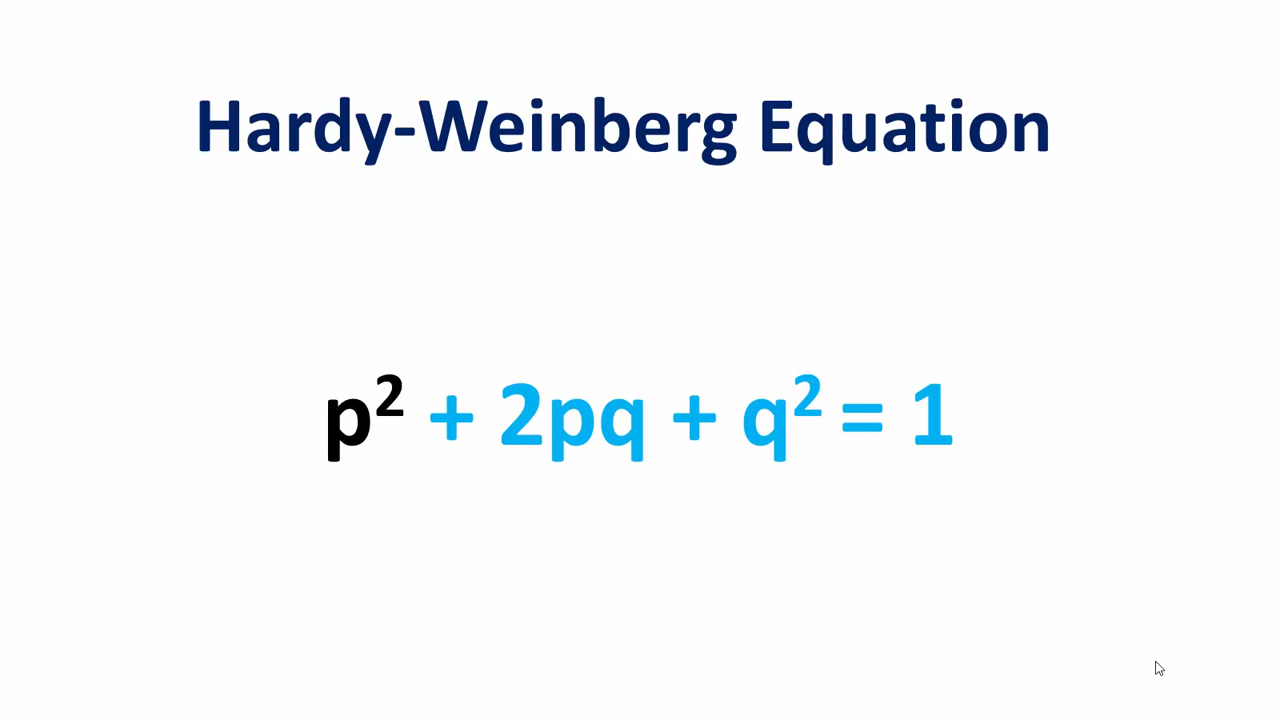 Hardy-Weinberg Equation
p² + 2pq + q² = 1